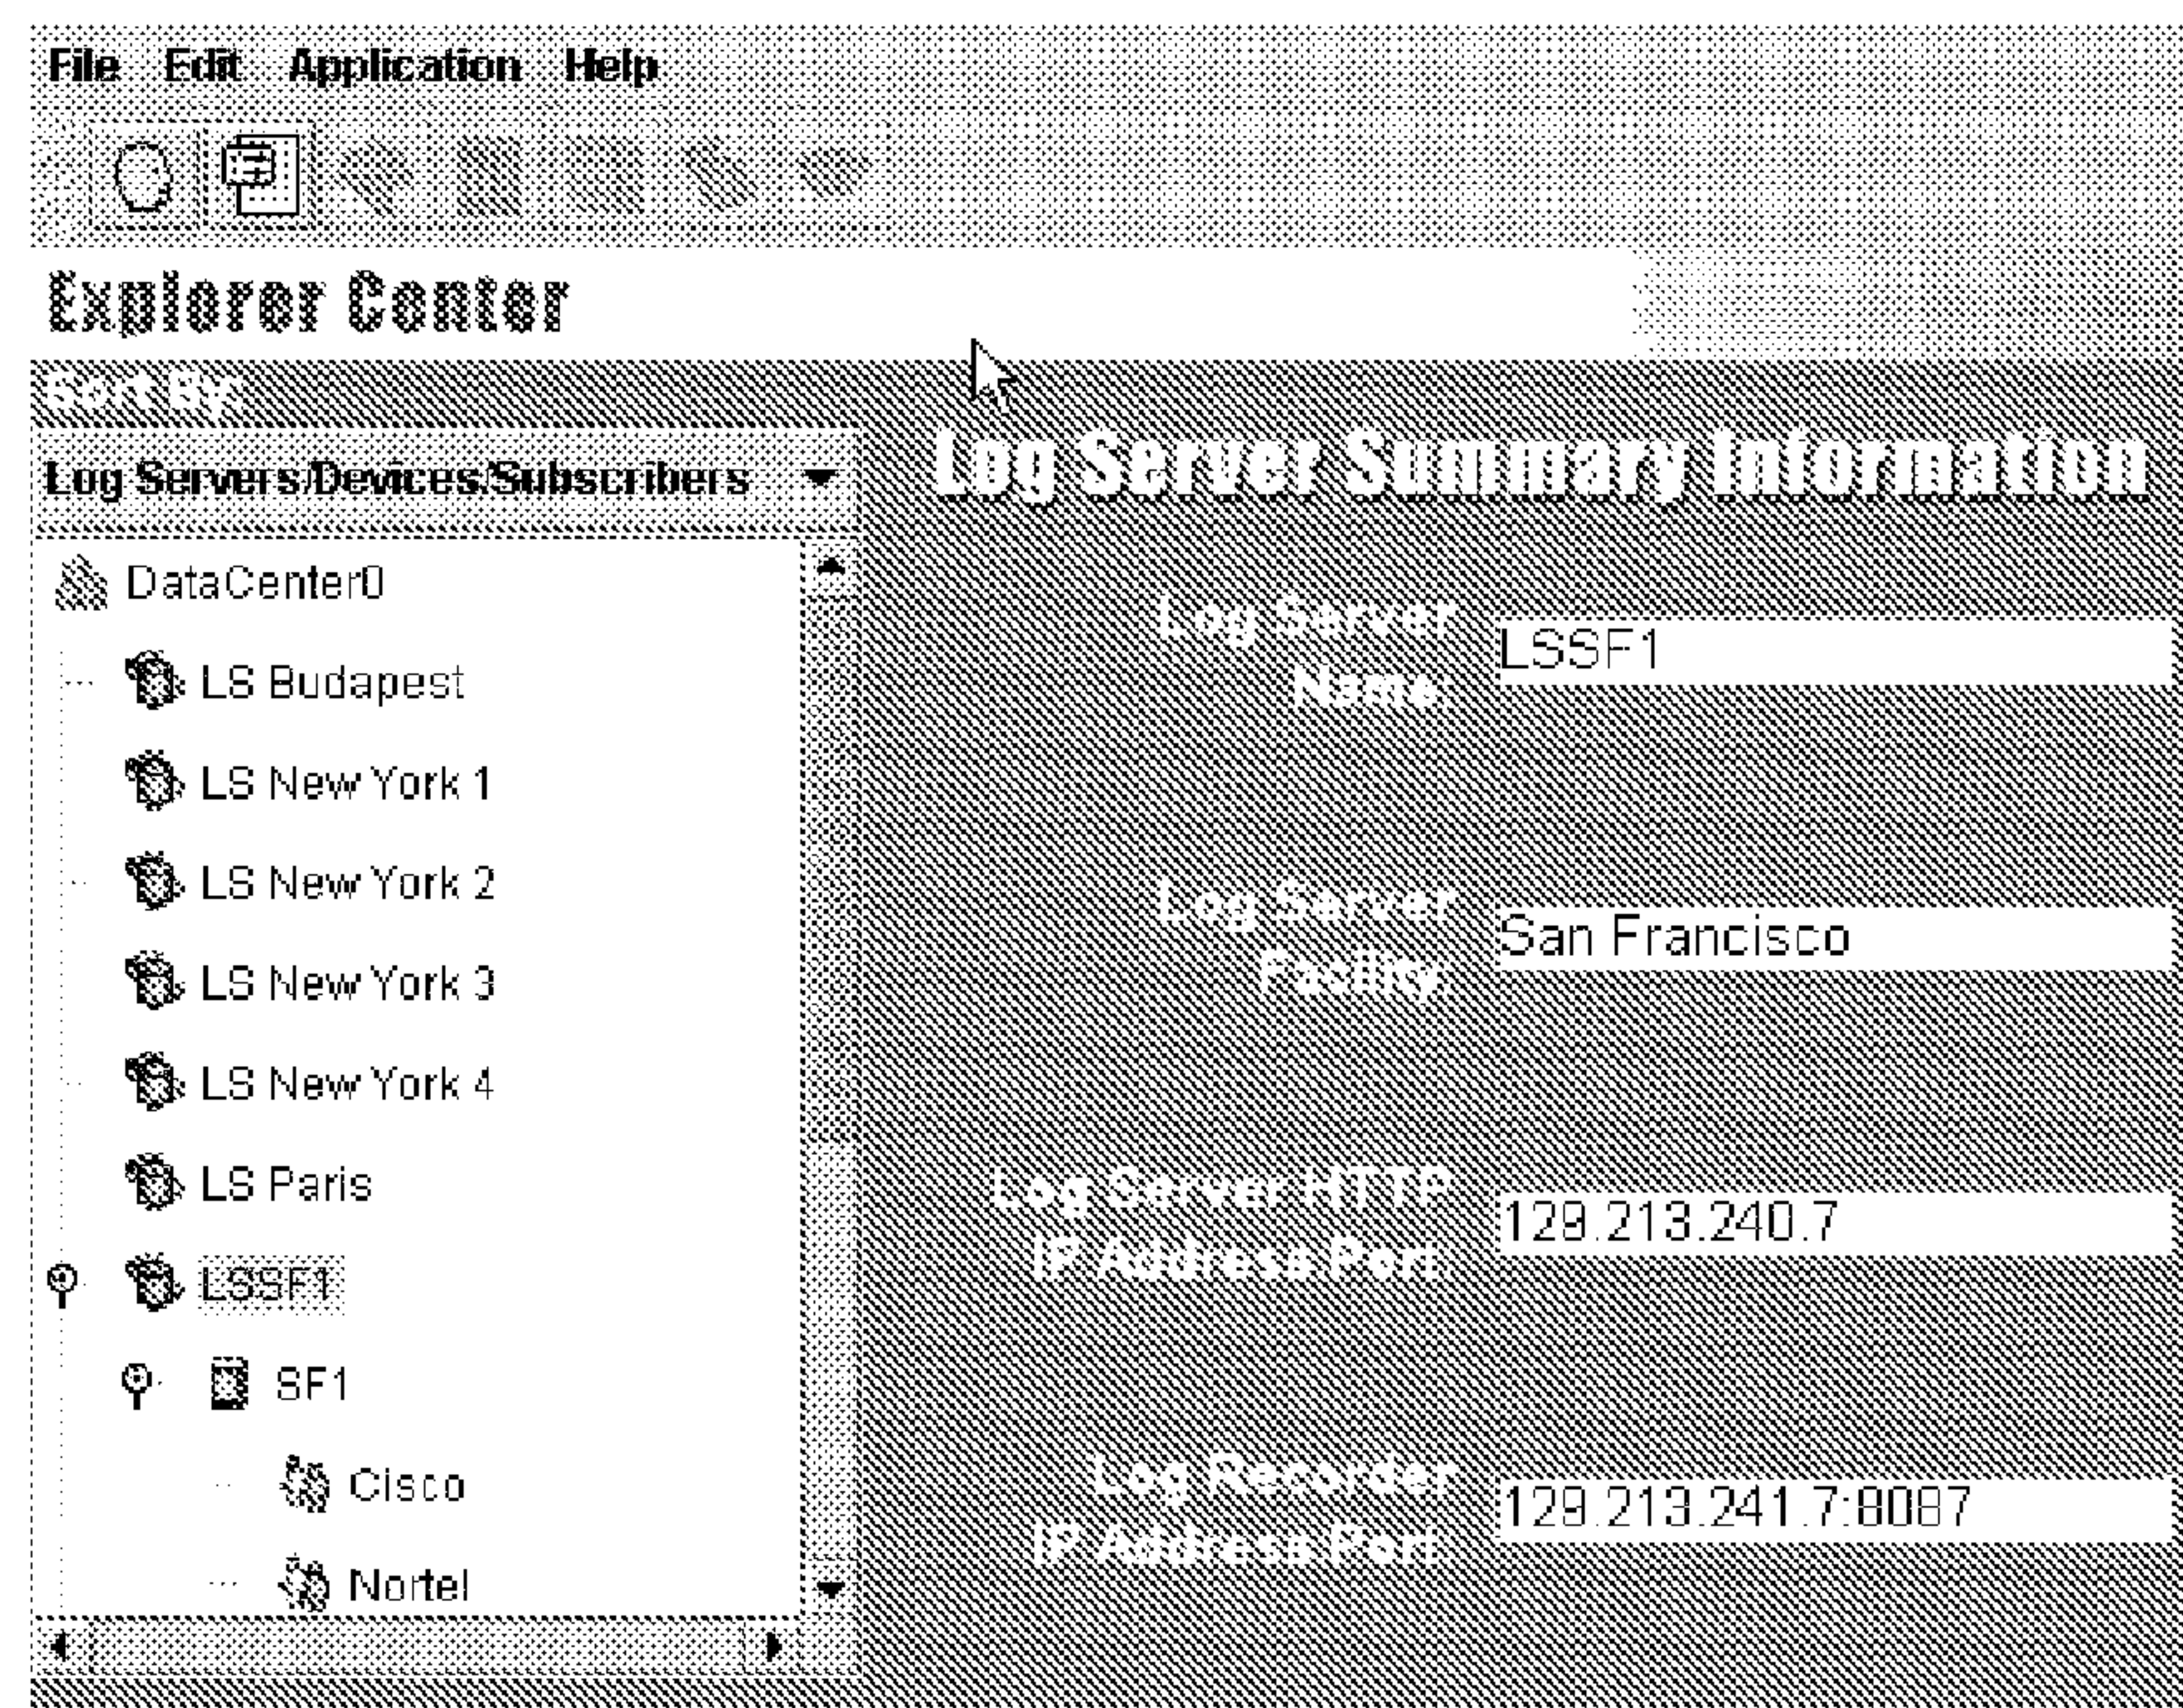 File Edit Application Help
Explorer Center
Sort By:
Log Servers/Devices/Subscribers
DataCenter0
LS Budapest
LS New York 1
LS New York 2
LS New York 3
LS New York 4
LS Paris
LSSF1
SF1
Cisco
Nortel
Log Server Summary Information
Log Server
Name:
LSSF1
Log Server
Facility:
San Francisco
Log Server HTTP
IP Address Port:
129.213.240.7
Log Recorder
IP Address Port:
129.213.241.7:8087